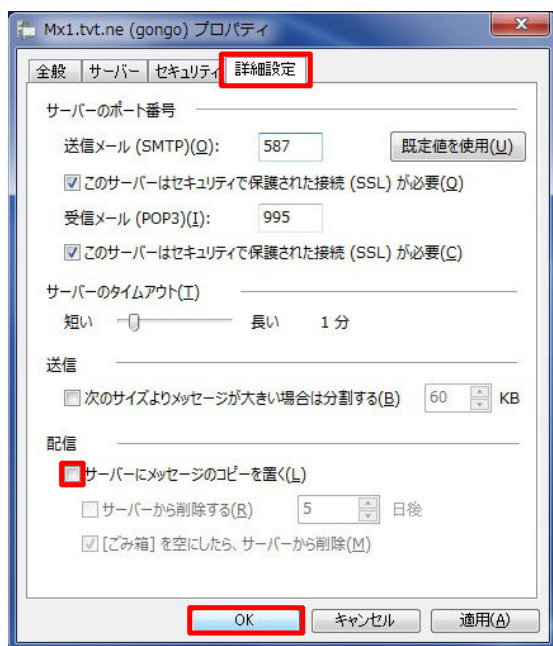 Mx1.tvt.ne (gongo) プロパティ
全般 サーバー セキュリティ 詳細設定
サーバーのポート番号
送信メール (SMTP)(O): 587 既定値を使用(U)
このサーバーはセキュリティで保護された接続 (SSL) が必要(Q)
受信メール (POP3)(I): 995
このサーバーはセキュリティで保護された接続 (SSL) が必要(C)
サーバーのタイムアウト(T)
短い 長い 1 分
送信
次のサイズよりメッセージが大きい場合は分割する(B) 60 KB
配信
サーバーにメッセージのコピーを置く(L)
サーバーから削除する(R) 5 日後
[ごみ箱] を空にしたら、サーバーから削除(M)
OK キャンセル 適用(A)